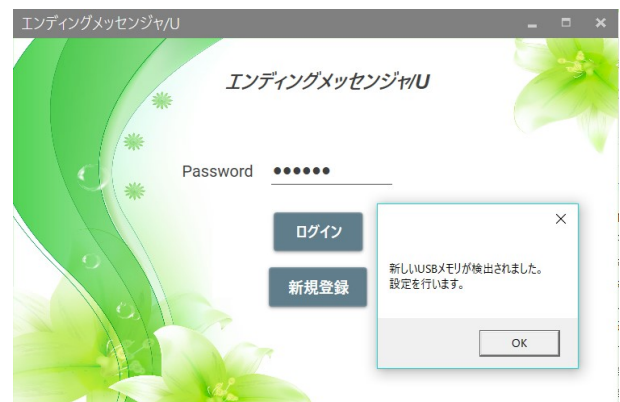 エンディングメッセンジャ/U
エンディングメッセンジャ/U
Password
ログイン
新規登録
新しいUSBメモリが検出されました。
設定を行います。
OK